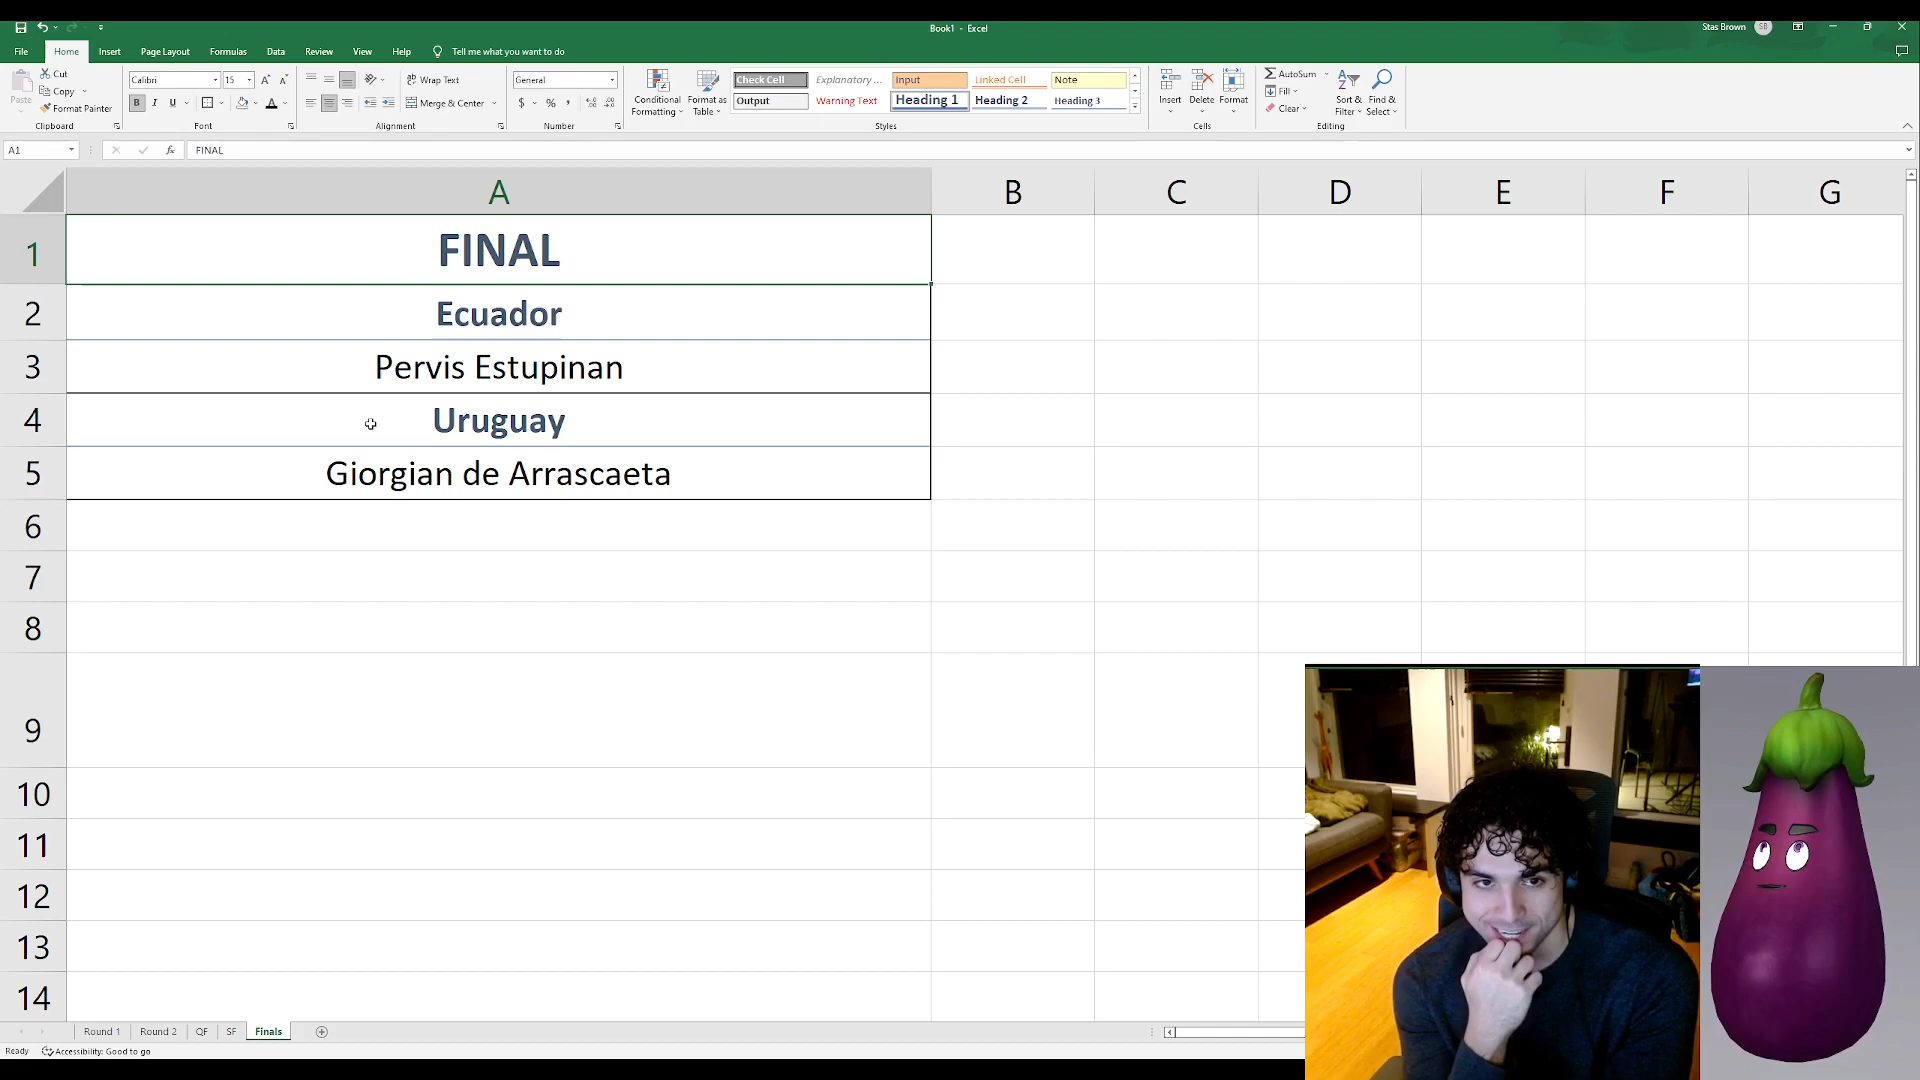 Book1 - Excel
Stas Brown
SB
File Home Insert Page Layout Formulas Data Review View Help Tell me what you want to do
Paste
Cut
Copy
Format Painter
Clipboard
Calibri 15
B I U
Font
Wrap Text
Merge & Center
Alignment
General
$ % ,
Number
Conditional Formatting
Format as Table
Check Cell Explanatory ... Input Linked Cell Note
Output Warning Text Heading 1 Heading 2 Heading 3
Styles
Insert Delete Format
Cells
AutoSum
Fill
Clear
Sort & Filter
Find & Select
Editing
A1 fx FINAL
A B C D E F G
1 FINAL
2 Ecuador
3 Pervis Estupinan
4 Uruguay
5 Giorgian de Arrascaeta
6
7
8
9
10
11
12
13
14
Round 1 Round 2 QF SF Finals
Ready Accessibility: Good to go